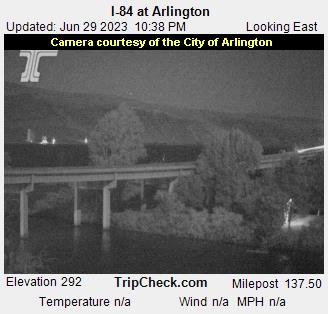 I-84 at Arlington
Updated: Jun 29 2023 10:38 PM Looking East
Camera courtesy of the City of Arlington
Elevation 292 TripCheck.com Milepost 137.50
Temperature n/a Wind n/a MPH n/a